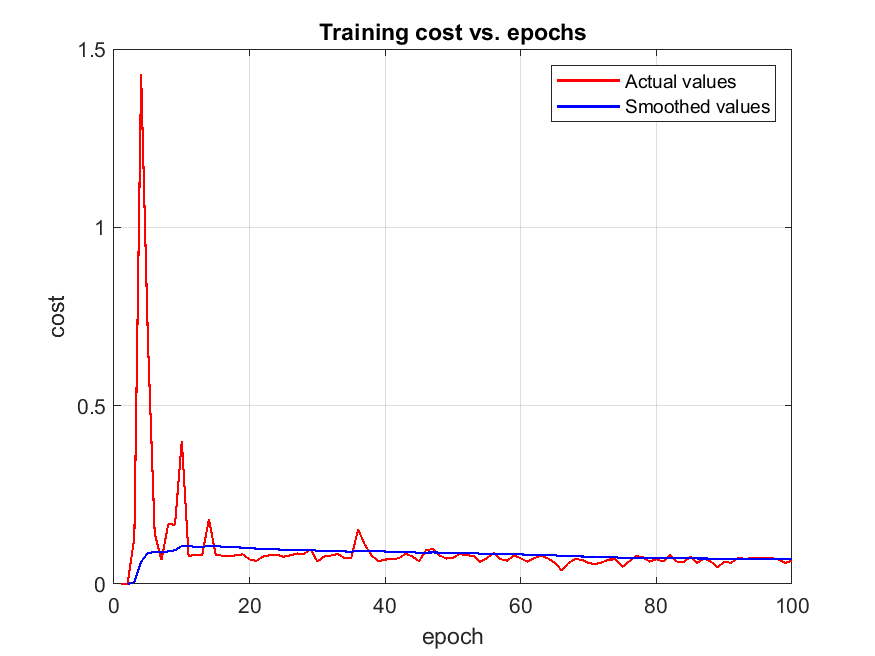 Training cost vs. epochs
1.5
Actual values
Smoothed values
1
cost
0.5
0
0 20 40 60 80 100
epoch